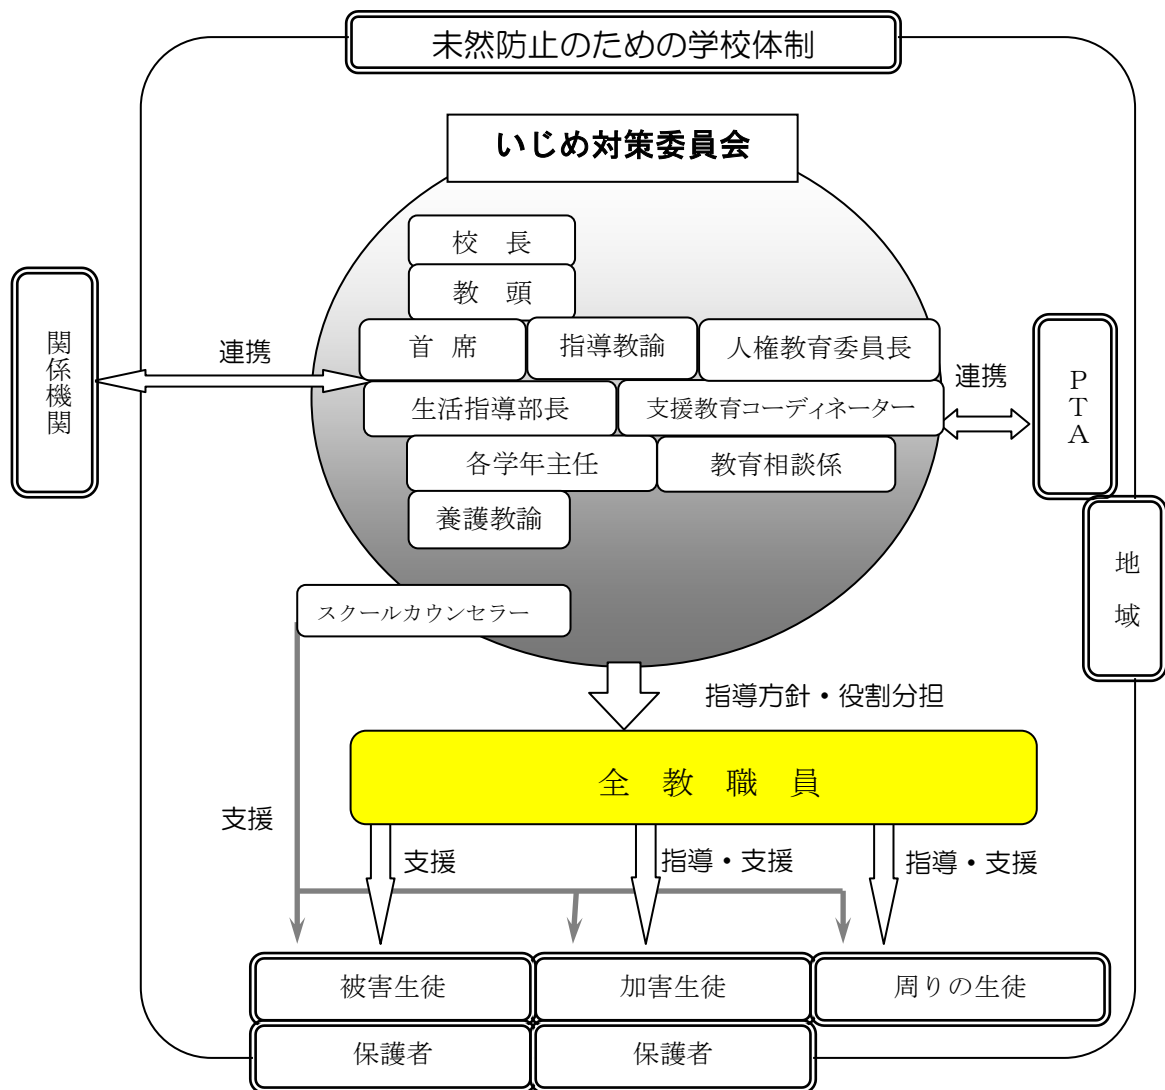 未然防止のための学校体制
いじめ対策委員会
校　長
教　頭
首 席
指導教諭
人権教育委員長
生活指導部長
支援教育コーディネーター
各学年主任
教育相談係
養護教諭
スクールカウンセラー
関係機関
連携
連携
PTA
地域
指導方針・役割分担
全　教　職　員
支援
支援
指導・支援
指導・支援
被害生徒
加害生徒
周りの生徒
保護者
保護者